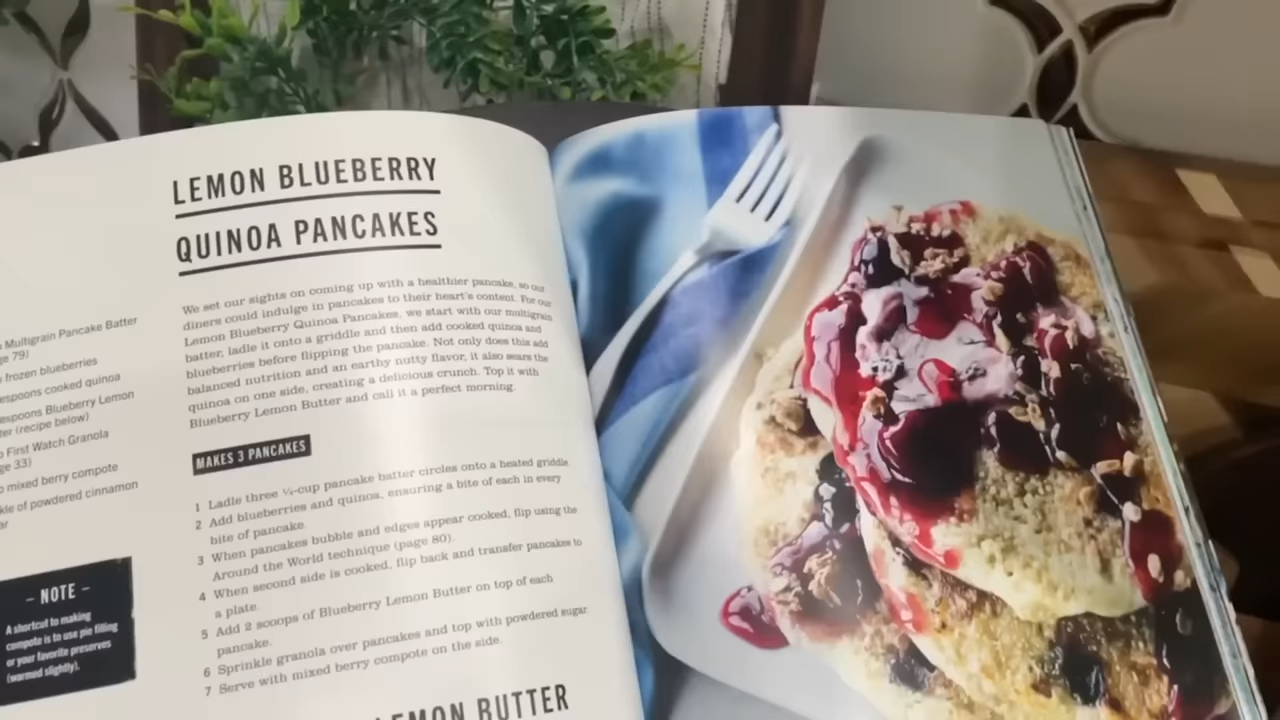 LEMON BLUEBERRY
QUINOA PANCAKES
We set our sights on coming up with a healthier pancake, so our
diners could indulge in pancakes to their heart's content. For our
Lemon Blueberry Quinoa Pancakes, we start with our multigrain
batter, ladle it onto a griddle and then add cooked quinoa and
blueberries before flipping the pancake. Not only does this add
balanced nutrition and an earthy nutty flavor, it also sears the
quinoa on one side, creating a delicious crunch. Top it with
Blueberry Lemon Butter and call it a perfect morning.
Multigrain Pancake Batter
79)
frozen blueberries
cooked quinoa
Blueberry Lemon
(recipe below)
First Watch Granola
33)
mixed berry compote
of powdered cinnamon
MAKES 3 PANCAKES
1 Ladle three ¼-cup pancake batter circles onto a heated griddle.
2 Add blueberries and quinoa, ensuring a bite of each in every
bite of pancake.
3 When pancakes bubble and edges appear cooked, flip using the
Around the World technique (page 80).
4 When second side is cooked, flip back and transfer pancakes to
a plate.
5 Add 2 scoops of Blueberry Lemon Butter on top of each
pancake.
6 Sprinkle granola over pancakes and top with powdered sugar.
7 Serve with mixed berry compote on the side.
– NOTE –
A shortcut to making
compote is to use pie filling
or your favorite preserves
(warmed slightly).
LEMON BUTTER